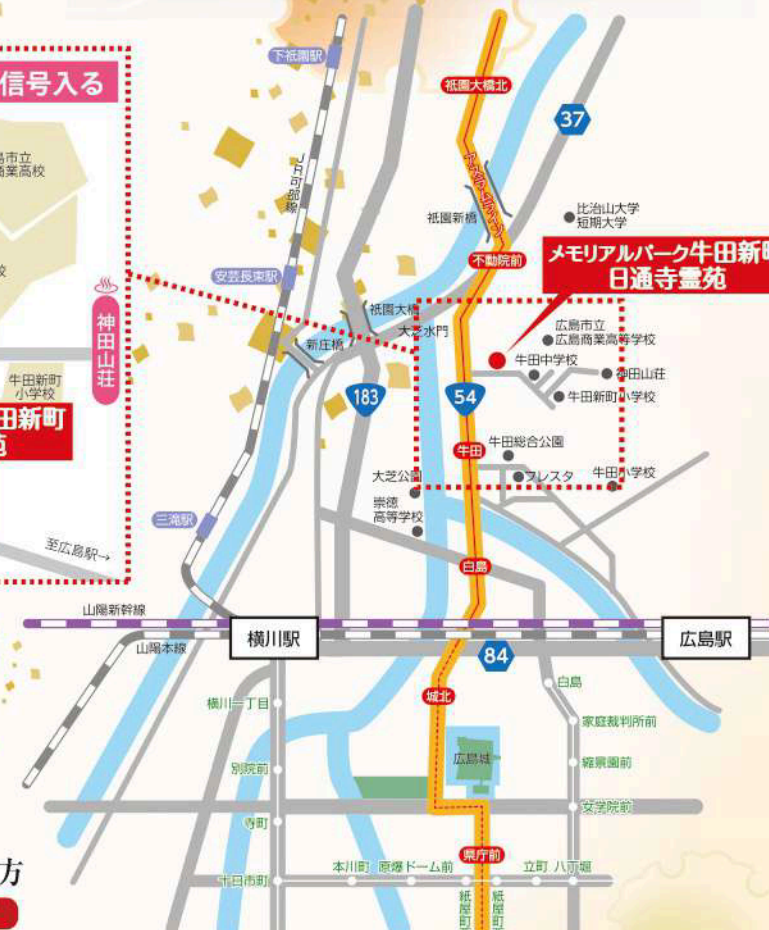 下祇園駅
信号入る
祇園大橋北
37
島市立
商業高校
JR可部線
アストラムライン
比治山大学
短期大学
祇園新橋
不動院前
メモリアルパーク牛田新町
日通寺霊苑
校
安芸長束駅
神田山荘
祇園大橋
大芝水門
新庄橋
広島市立
広島商業高等学校
牛田中学校
神田山荘
牛田新町
小学校
183
54
牛田新町小学校
田新町
苑
牛田
牛田総合公園
大芝公園
フレスタ
牛田小学校
崇徳
高等学校
三滝駅
至広島駅→
白島
山陽新幹線
横川駅
広島駅
山陽本線
84
城北
白島
横川一丁目
家庭裁判所前
広島城
別院前
縮景園前
女学院前
寺町
県庁前
方
本川町
原爆ドーム前
立町
八丁堀
十日市町
紙屋町
紙屋町